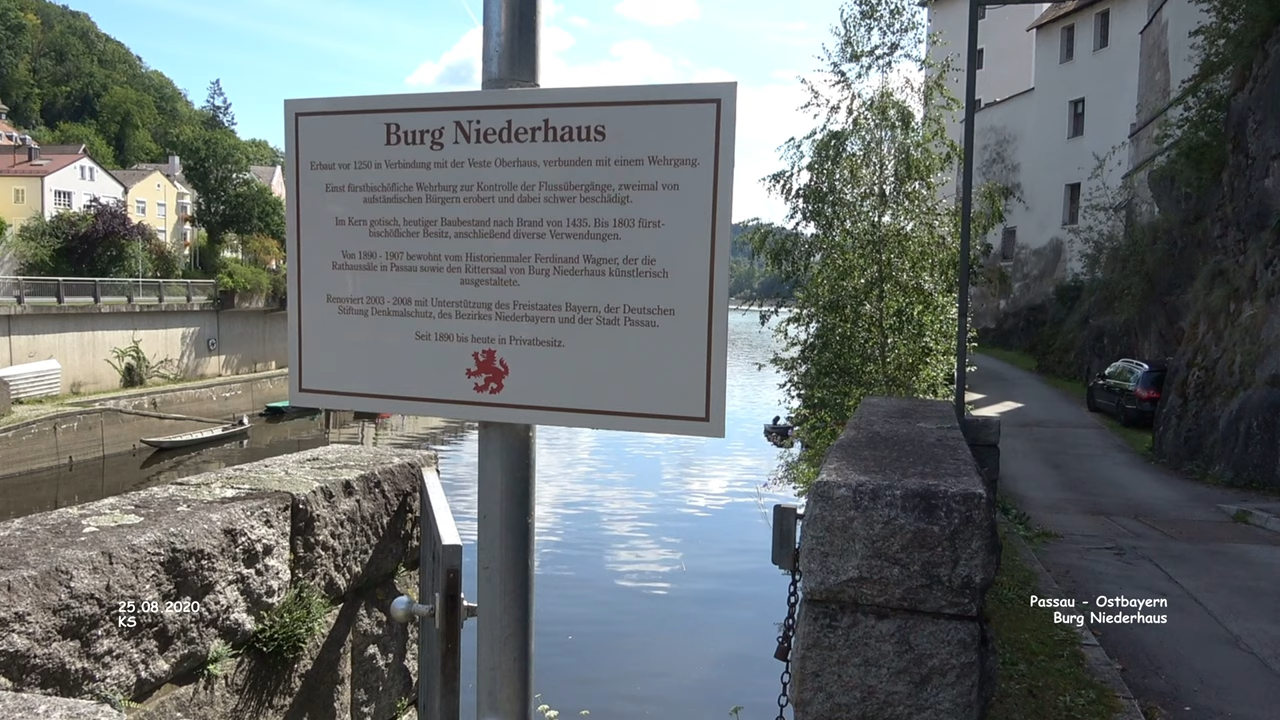 Burg Niederhaus
Erbaut vor 1250 in Verbindung mit der Veste Oberhaus, verbunden mit einem Wehrgang.
Einst fürstbischöfliche Wehrburg zur Kontrolle der Flussübergänge, zweimal von
aufständischen Bürgern erobert und dabei schwer beschädigt.
Im Kern gotisch, heutiger Baubestand nach Brand von 1435. Bis 1803 fürst-
bischöflicher Besitz, anschließend diverse Verwendungen.
Von 1890 - 1907 bewohnt vom Historienmaler Ferdinand Wagner, der die
Rathaussäle in Passau sowie den Rittersaal von Burg Niederhaus künstlerisch
ausgestaltete.
Renoviert 2003 - 2008 mit Unterstützung des Freistaates Bayern, der Deutschen
Stiftung Denkmalschutz, des Bezirkes Niederbayern und der Stadt Passau.
Seit 1890 bis heute in Privatbesitz.
25.08.2020
KS
Passau - Ostbayern
Burg Niederhaus